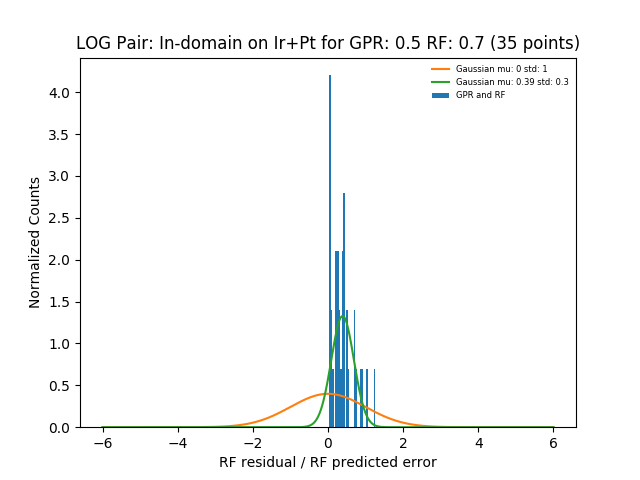 LOG Pair: In-domain on Ir+Pt for GPR: 0.5 RF: 0.7 (35 points)
Gaussian mu: 0 std: 1
Gaussian mu: 0.39 std: 0.3
GPR and RF
Normalized Counts
4.0
3.5
3.0
2.5
2.0
1.5
1.0
0.5
0.0
−6 −4 −2 0 2 4 6
RF residual / RF predicted error